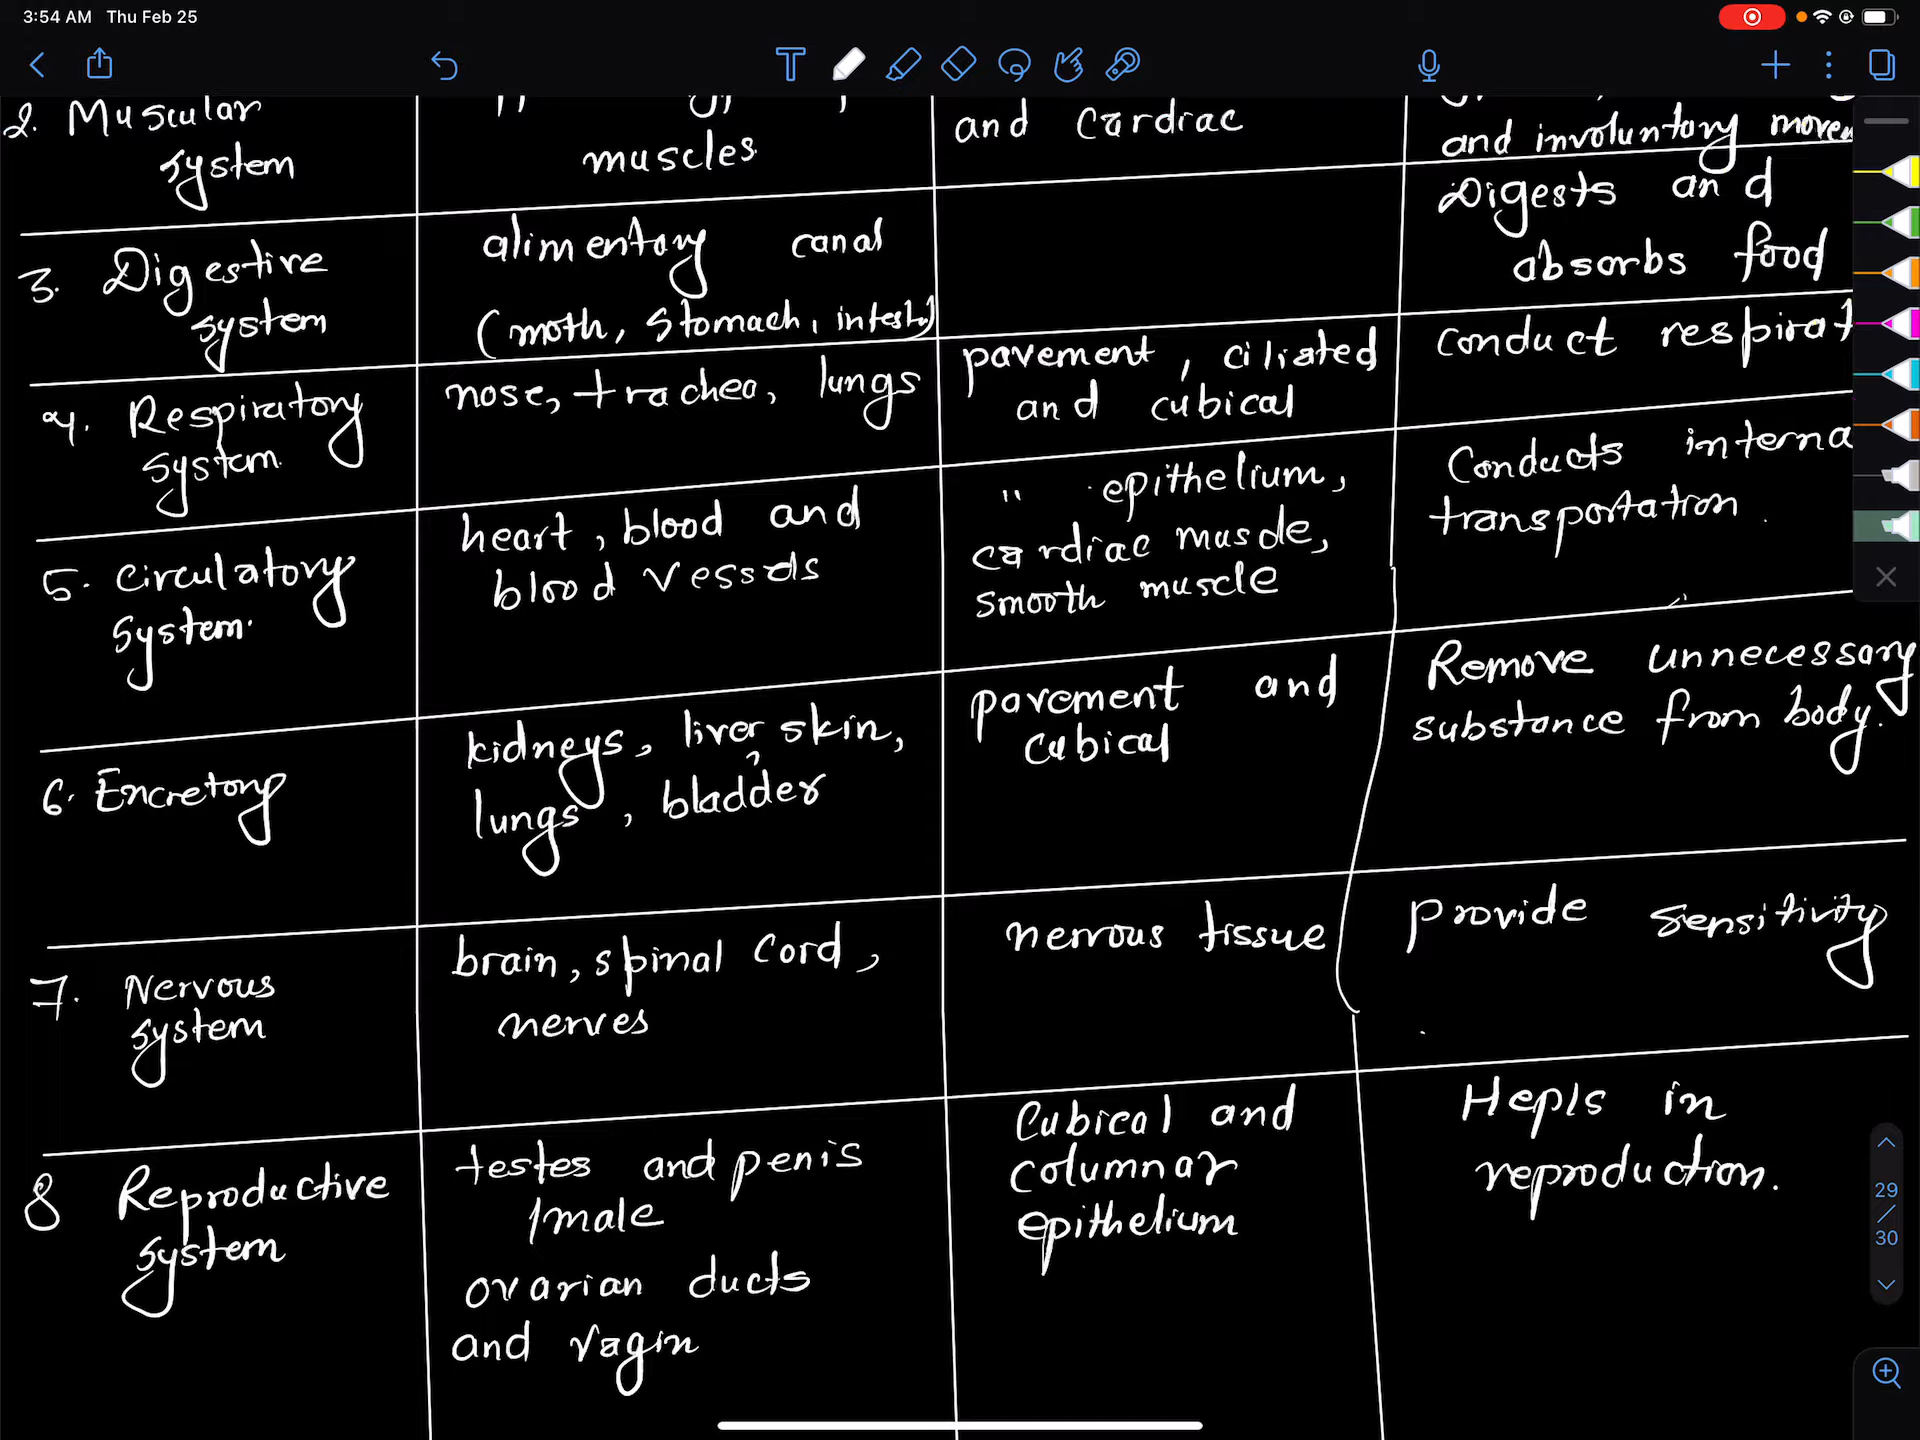 3:54 AM Thu Feb 25
2. Muscular
system
muscles
and cardiac
and involuntary
3. Digestive
system
alimentary canal
(moth, stomach, intest)
Digests and
absorbs food
4. Respiratory
system
nose, trachea, lungs
pavement, ciliated
and cubical
conduct respirat
5. Circulatory
system.
heart, blood and
blood vessels
" epithelium,
cardiac muscle,
smooth muscle
Conducts interna
transportation.
6. Encretory
kidneys, liver, skin,
lungs, bladder
pavement and
cubical
Remove unnecessary
substance from body.
7. Nervous
system
brain, spinal cord,
nerves
nervous tissue
provide sensitivity
8 Reproductive
system
testes and penis
/male
ovarian ducts
and vagin
Cubical and
columnar
epithelium
Hepls in
reproduction.
29
/
30